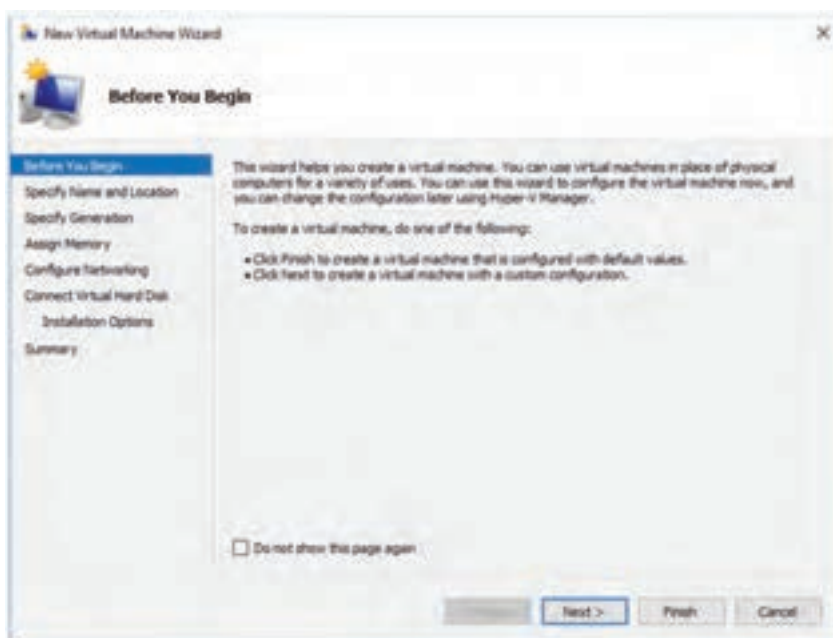 New Virtual Machine Wizard
Before You Begin
Before You Begin
Specify Name and Location
Specify Generation
Assign Memory
Configure Networking
Connect Virtual Hard Disk
Installation Options
Summary
This wizard helps you create a virtual machine. You can use virtual machines in place of physical
computers for a variety of uses. You can use this wizard to configure the virtual machine now, and
you can change the configuration later using Hyper-V Manager.
To create a virtual machine, do one of the following:
• Click Finish to create a virtual machine that is configured with default values.
• Click Next to create a virtual machine with a custom configuration.
Do not show this page again
Next >
Finish
Cancel